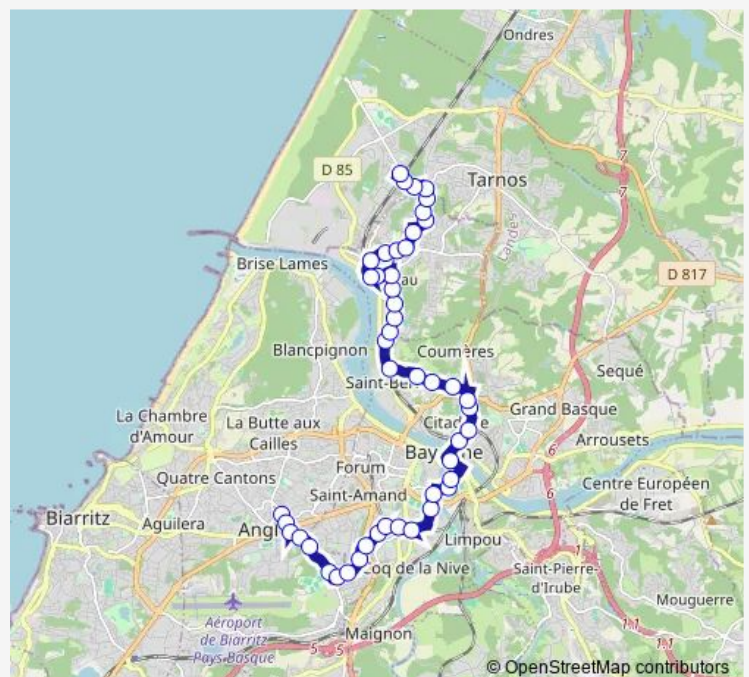 Ondres
D 85
7
7
Tarnos
Landes
Brise Lames
au
D 817
Blancpignon
Coumères
Saint-Be
Sequé
La Chambre
d'Amour
La Butte aux
Cailles
Citad
e
Grand Basque
Forum
Bay
ne
6
Arrousets
Quatre Cantons
Saint-Amand
6
Centre Européen
de Fret
Biarritz
Aguilera
Angl
Limpou
1
Coq de la Nive
Saint-Pierre-
d'Irube
Mouguerre
Aéroport
de Biarritz
Pays Basque
1.1
1.1
Maignon
5
5
© OpenStreetMap contributors